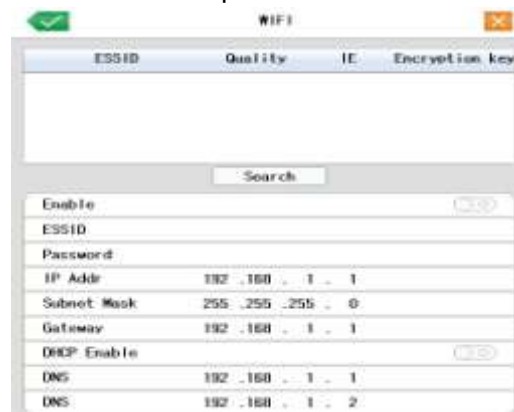 WIFI
ESSID Quality IE Encryption key
Search
Enable
ESSID
Password
IP Addr 192 .168 . 1 . 1
Subnet Mask 255 .255 .255 . 0
Gateway 192 .168 . 1 . 1
DHCP Enable
DNS 192 .168 . 1 . 1
DNS 192 .168 . 1 . 2